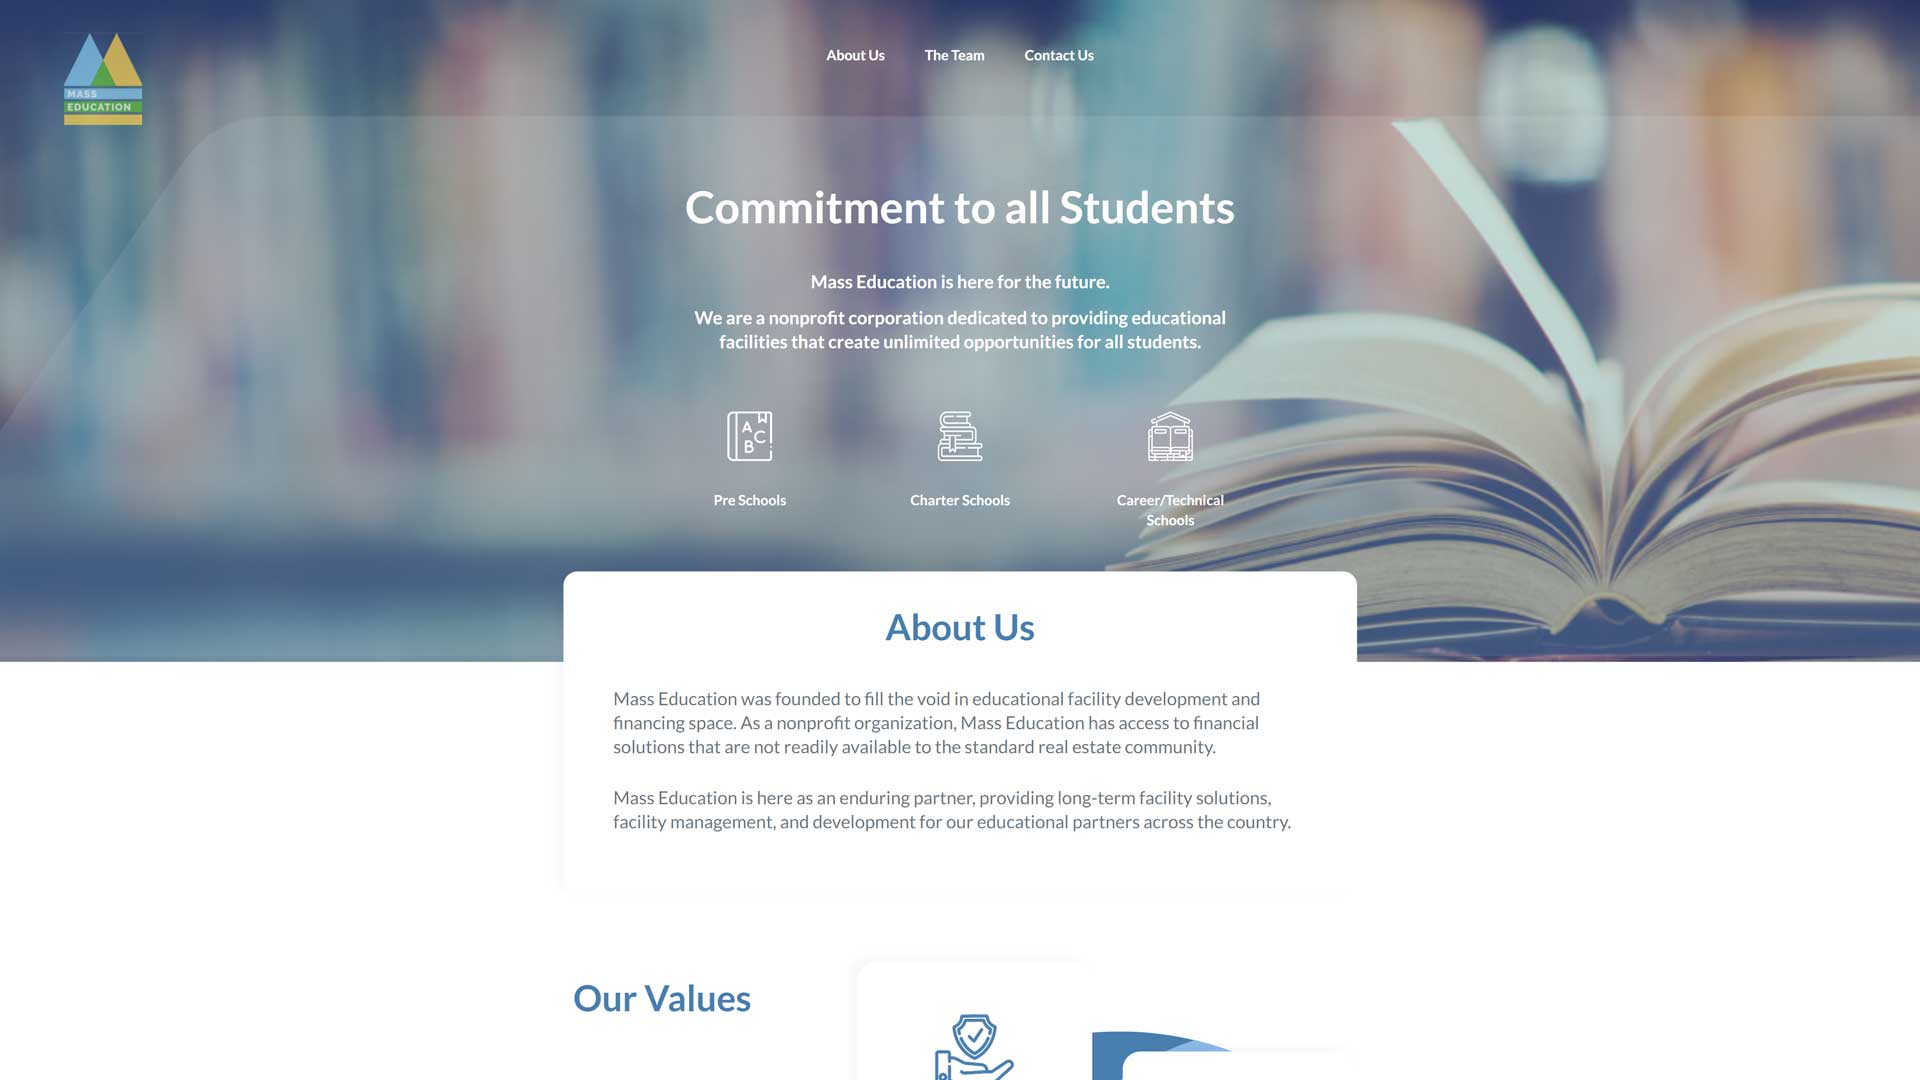 MASS
EDUCATION
About Us
The Team
Contact Us
Commitment to all Students
Mass Education is here for the future.
We are a nonprofit corporation dedicated to providing educational
facilities that create unlimited opportunities for all students.
A
C
B
Pre Schools
Charter Schools
Career/Technical
Schools
About Us
Mass Education was founded to fill the void in educational facility development and
financing space. As a nonprofit organization, Mass Education has access to financial
solutions that are not readily available to the standard real estate community.
Mass Education is here as an enduring partner, providing long-term facility solutions,
facility management, and development for our educational partners across the country.
Our Values